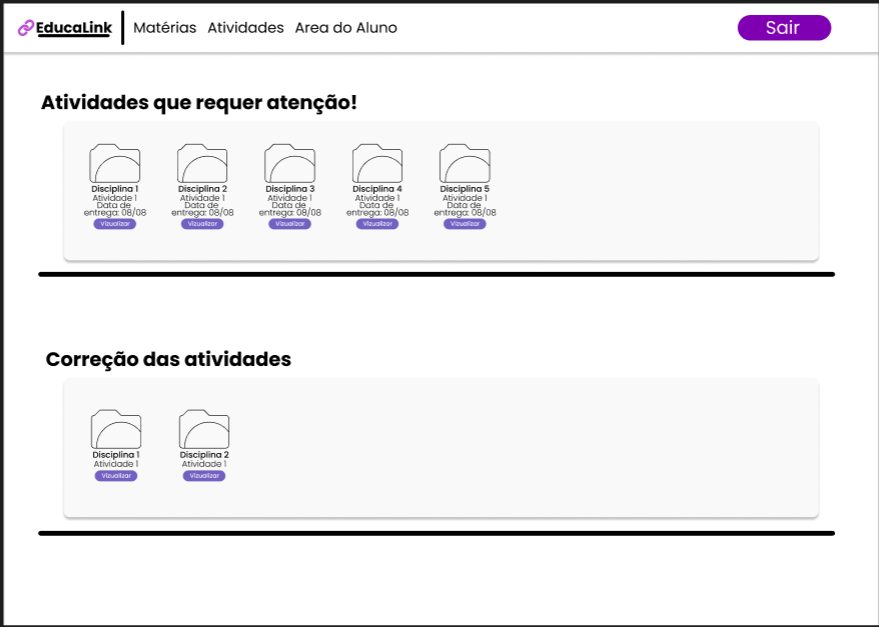 EducaLink Matérias Atividades Area do Aluno Sair
Atividades que requer atenção!
Disciplina 1 Disciplina 2 Disciplina 3 Disciplina 4 Disciplina 5
Atividade 1 Atividade 1 Atividade 1 Atividade 1 Atividade 1
Data de Data de Data de Data de Data de
entrega: 08/08 entrega: 08/08 entrega: 08/08 entrega: 08/08 entrega: 08/08
Vizualizar Vizualizar Vizualizar Vizualizar Vizualizar
Correção das atividades
Disciplina 1 Disciplina 2
Atividade 1 Atividade 1
Vizualizar Vizualizar